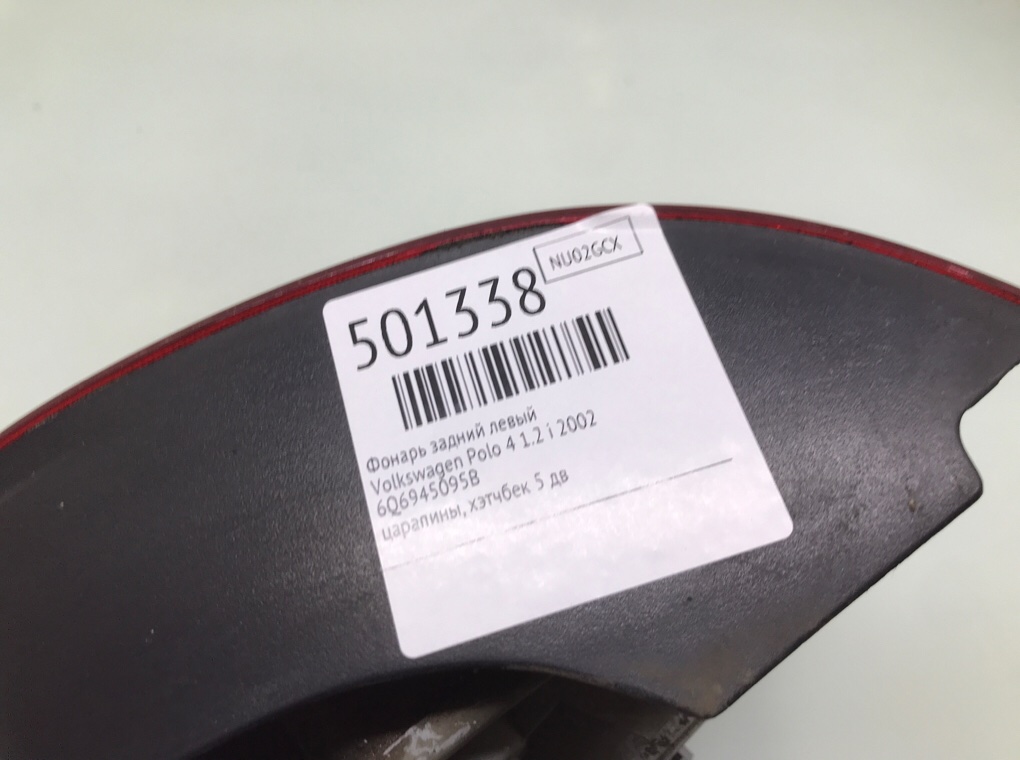 NU02GCX
501338
Фонарь задний левый
Volkswagen Polo 4 1.2 i 2002
6Q6945095B
царапины, хэтчбек 5 дв